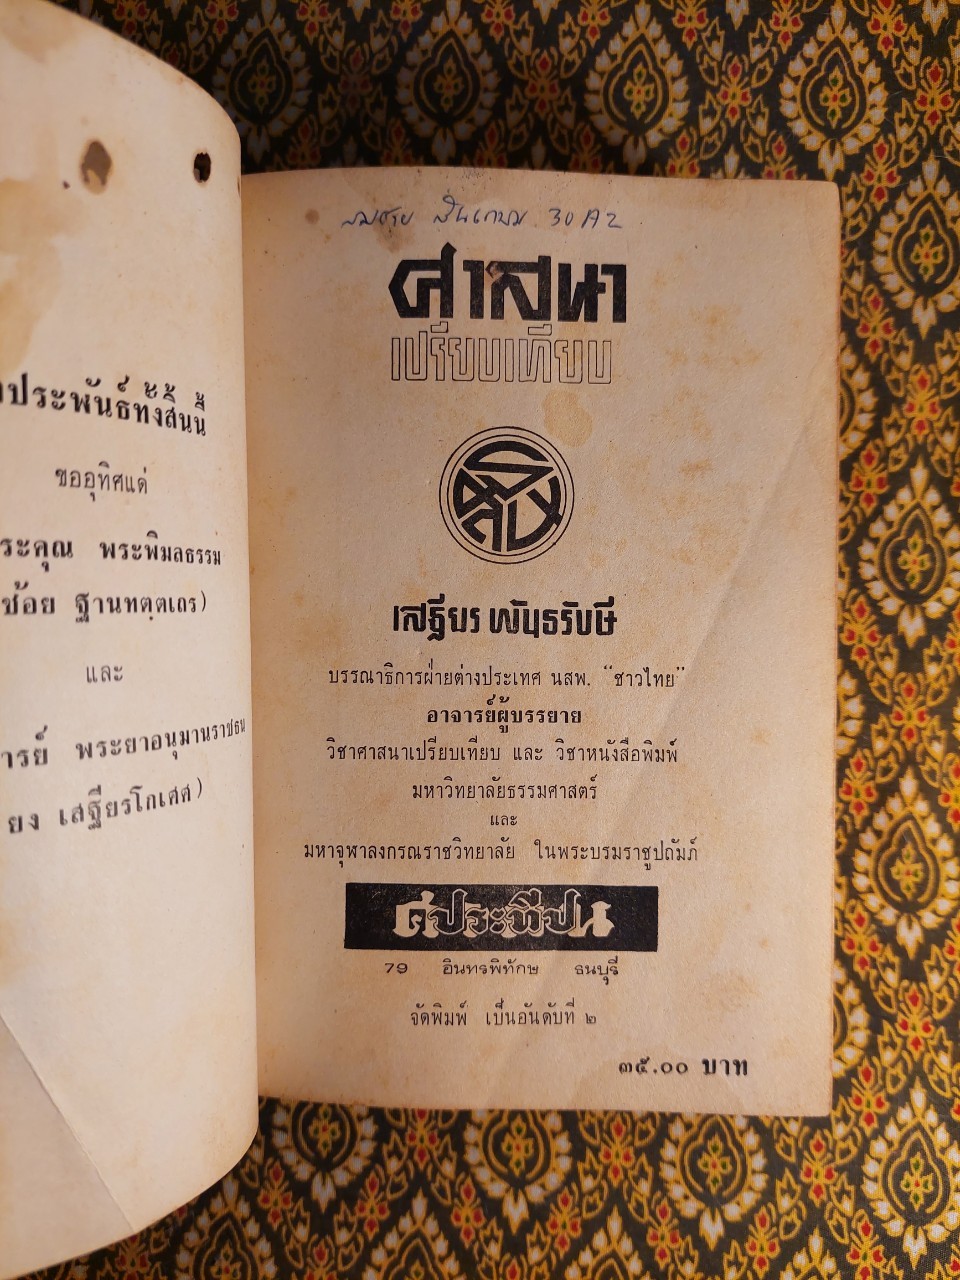 ประพันธ์ทั้งสิ้นนี้
ขออุทิศแด่
ระคุณ พระพิมลธรรม
ช้อย ฐานทตฺตเถร)
และ
ารย์ พระยาอนุมานราชธน
ยง เสฐียรโกเศศ)
สมชาย 30 A2
ศาสนา
เปรียบเทียบ
เสฐียร พันธรังษี
บรรณาธิการฝ่ายต่างประเทศ นสพ. "ชาวไทย"
อาจารย์ผู้บรรยาย
วิชาศาสนาเปรียบเทียบ และ วิชาหนังสือพิมพ์
มหาวิทยาลัยธรรมศาสตร์
และ
มหาจุฬาลงกรณราชวิทยาลัย ในพระบรมราชูปถัมภ์
79 อินทรพิทักษ ธนบุรี
จัดพิมพ์ เป็นอันดับที่ ๒
๓๕.๐๐ บาท